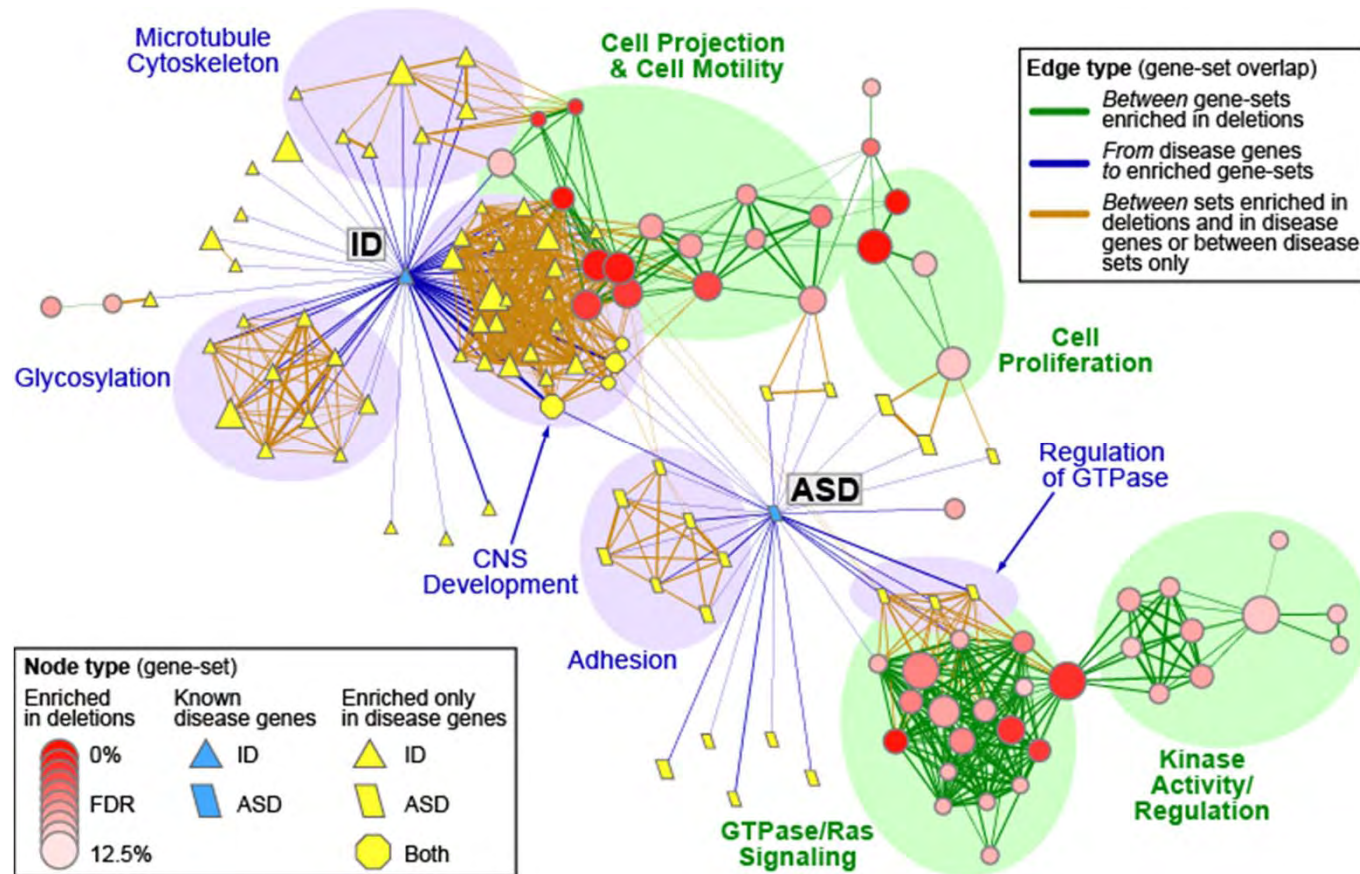 Microtubule
Cytoskeleton
Cell Projection
& Cell Motility
Edge type (gene-set overlap)
Between gene-sets
enriched in deletions
From disease genes
to enriched gene-sets
Between sets enriched in
deletions and in disease
genes or between disease
sets only
ID
Glycosylation
Cell
Proliferation
ASD
Regulation
of GTPase
CNS
Development
Adhesion
Node type (gene-set)
Enriched
in deletions
Known
disease genes
Enriched only
in disease genes
0%
ID
ID
FDR
ASD
ASD
12.5%
Both
GTPase/Ras
Signaling
Kinase
Activity/
Regulation